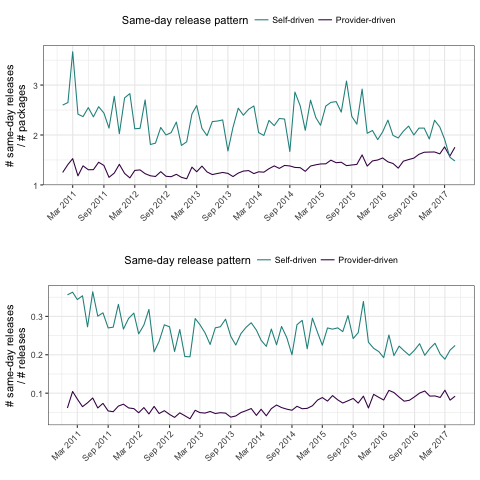 Same-day release pattern Self-driven Provider-driven
# same-day releases
/ # packages
3
2
1
Mar 2011
Sep 2011
Mar 2012
Sep 2012
Mar 2013
Sep 2013
Mar 2014
Sep 2014
Mar 2015
Sep 2015
Mar 2016
Sep 2016
Mar 2017
Same-day release pattern Self-driven Provider-driven
# same-day releases
/ # releases
0.3
0.2
0.1
Mar 2011
Sep 2011
Mar 2012
Sep 2012
Mar 2013
Sep 2013
Mar 2014
Sep 2014
Mar 2015
Sep 2015
Mar 2016
Sep 2016
Mar 2017